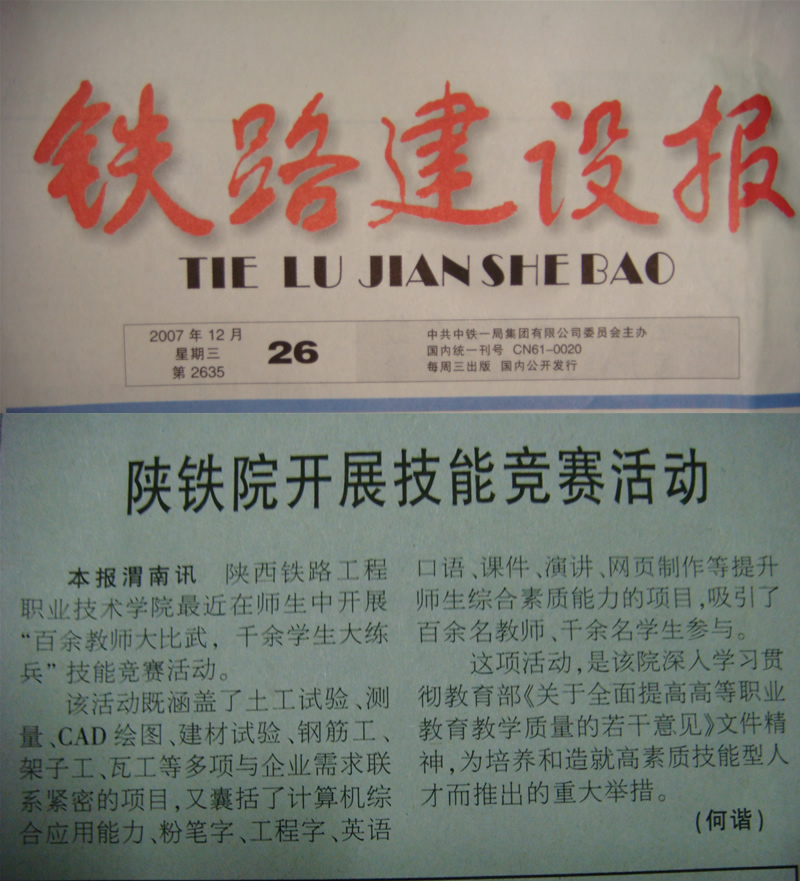 铁路建设报
TIE LU JIAN SHE BAO
2007 年 12 月
星期三
第 2635
26
中共中铁一局集团有限公司委员会主办
国内统一刊号 CN61-0020
每周三出版 国内公开发行
陕铁院开展技能竞赛活动
本报渭南讯 陕西铁路工程
职业技术学院最近在师生中开展
“百余教师大比武，千余学生大练
兵”技能竞赛活动。
该活动既涵盖了土工试验、测
量、CAD 绘图、建材试验、钢筋工、
架子工、瓦工等多项与企业需求联
系紧密的项目,又囊括了计算机综
合应用能力、粉笔字、工程字、英语
口语、课件、演讲、网页制作等提升
师生综合素质能力的项目,吸引了
百余名教师、千余名学生参与。
这项活动,是该院深入学习贯
彻教育部《关于全面提高高等职业
教育教学质量的若干意见》文件精
神,为培养和造就高素质技能型人
才而推出的重大举措。
(何谐)